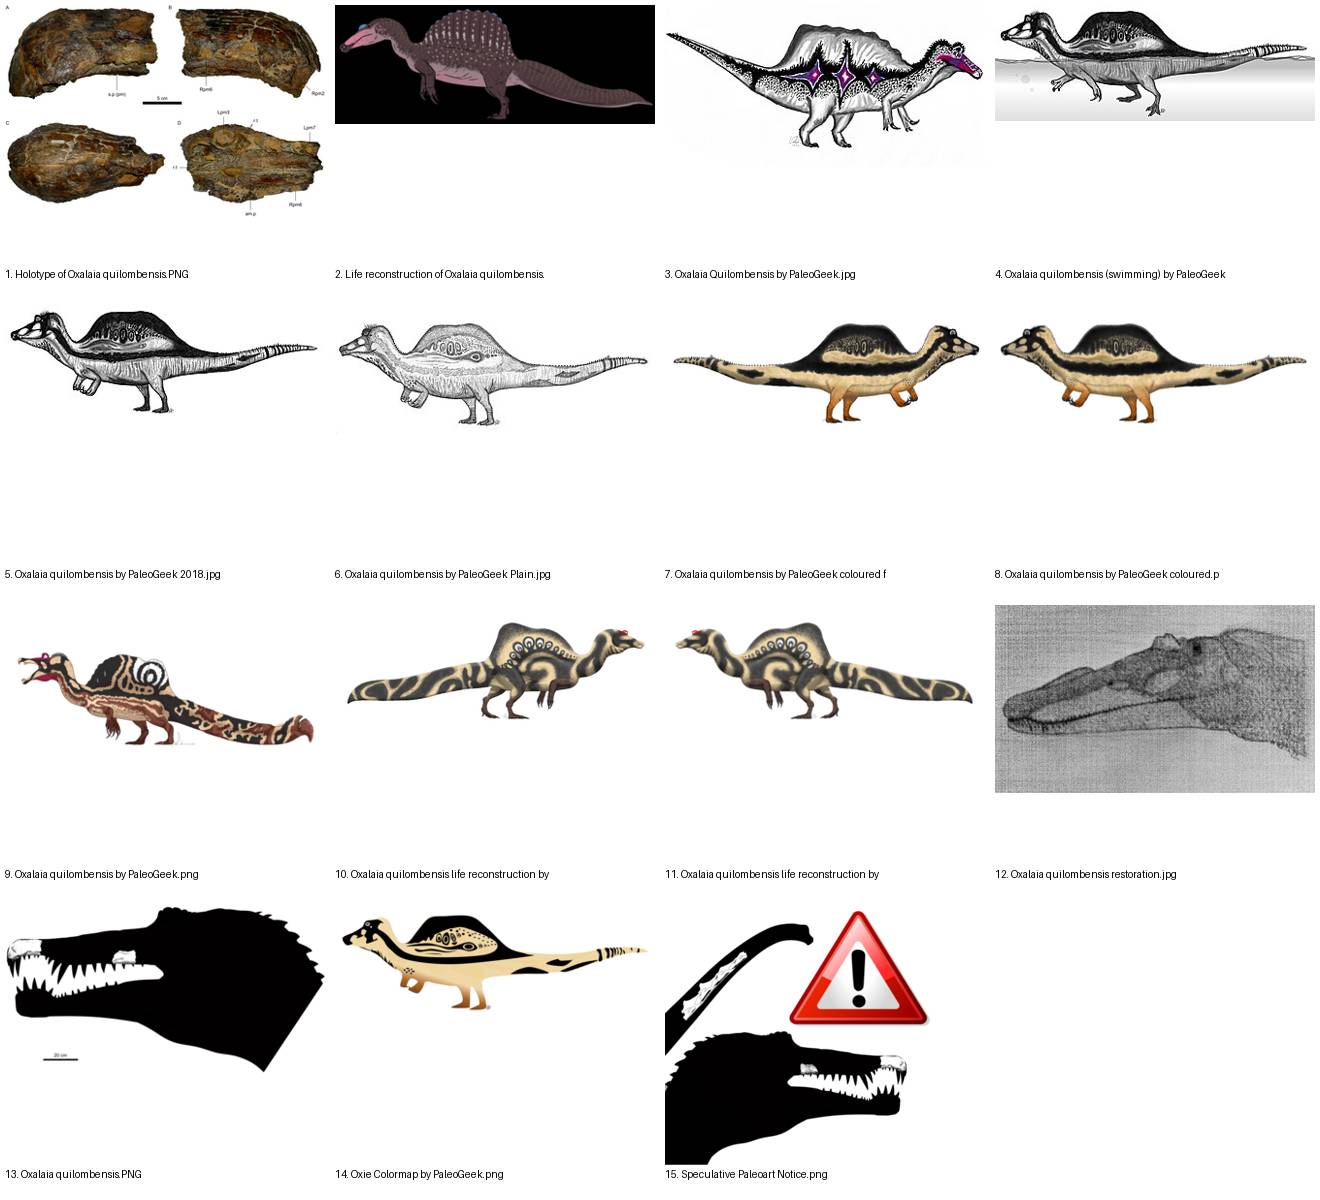 A
B
s.p (pm)
5 cm
Rpm6
Rpm2
C
D
Lpm3
Lpm7
Rpm6
am.p
1. Holotype of Oxalaia quilombensis.PNG
2. Life reconstruction of Oxalaia quilombensis.
3. Oxalaia Quilombensis by PaleoGeek.jpg
4. Oxalaia quilombensis (swimming) by PaleoGeek
5. Oxalaia quilombensis by PaleoGeek 2018.jpg
6. Oxalaia quilombensis by PaleoGeek Plain.jpg
7. Oxalaia quilombensis by PaleoGeek coloured f
8. Oxalaia quilombensis by PaleoGeek coloured.p
9. Oxalaia quilombensis by PaleoGeek.png
10. Oxalaia quilombensis life reconstruction by
11. Oxalaia quilombensis life reconstruction by
12. Oxalaia quilombensis restoration.jpg
20 cm
13. Oxalaia quilombensis.PNG
14. Oxie Colormap by PaleoGeek.png
15. Speculative Paleoart Notice.png